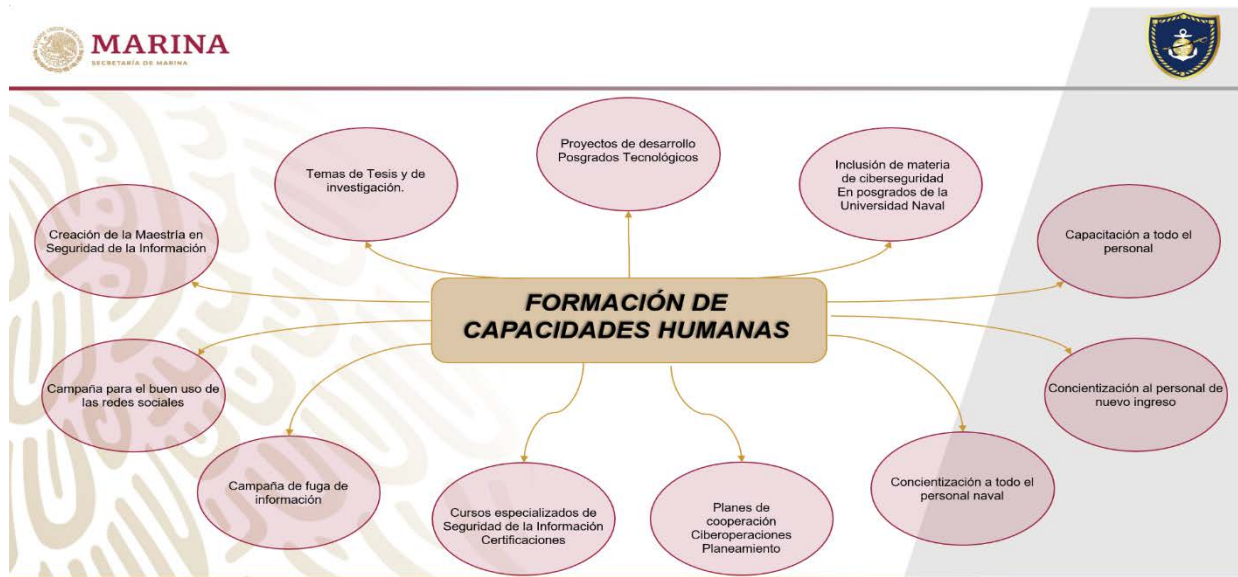 MARINA
SECRETARÍA DE MARINA
Proyectos de desarrollo
Posgrados Tecnológicos
Temas de Tesis y de
investigación.
Inclusión de materia
de ciberseguridad
En posgrados de la
Universidad Naval
Creación de la Maestría en
Seguridad de la Información
Capacitación a todo el
personal
FORMACIÓN DE
CAPACIDADES HUMANAS
Campaña para el buen uso de
las redes sociales
Concientización al personal de
nuevo ingreso
Campaña de fuga de
información
Cursos especializados de
Seguridad de la Información
Certificaciones
Planes de
cooperación
Ciberoperaciones
Planeamiento
Concientización a todo el
personal naval